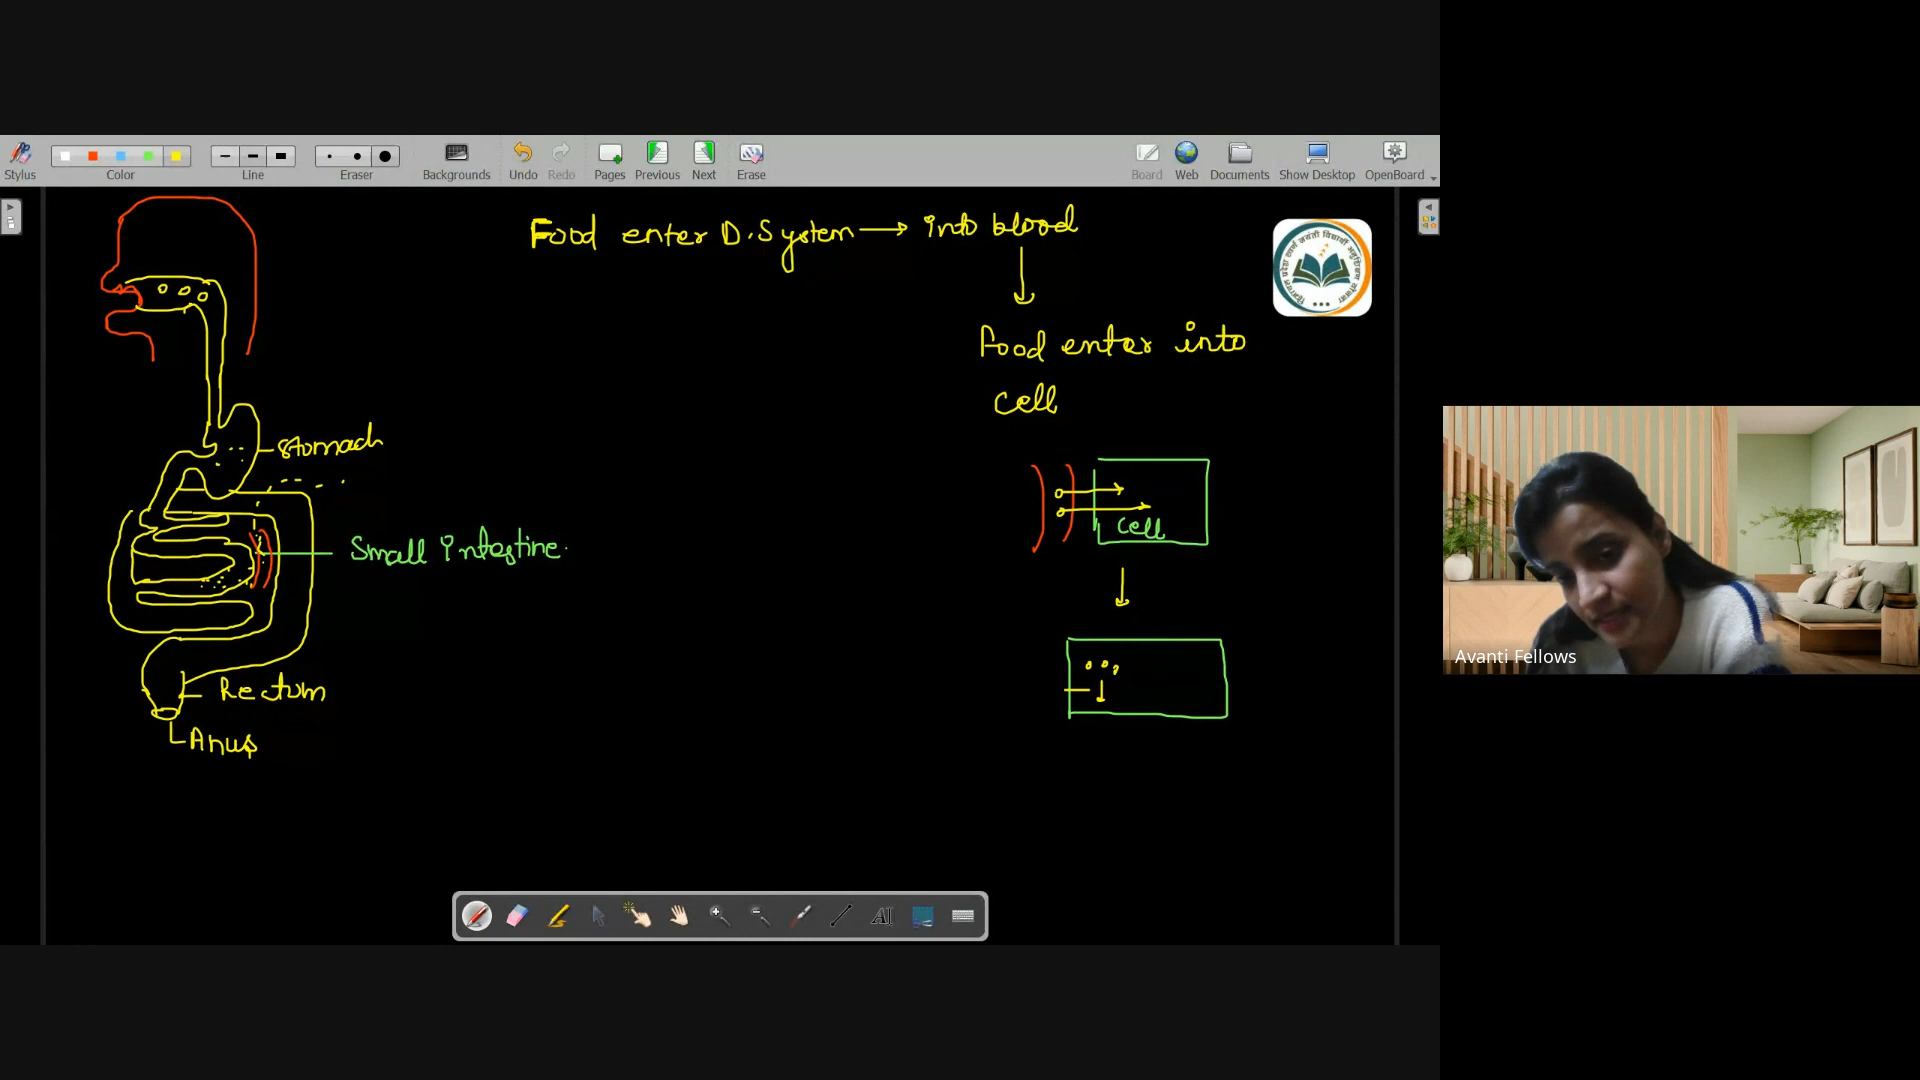 Stylus
Color
Line
Eraser
Backgrounds
Undo
Redo
Pages
Previous
Next
Erase
Board
Web
Documents
Show Desktop
OpenBoard
Food enter D.System → into blood
food enter into
cell
Stomach
Small intestine
cell
Rectum
Anus
AI
Avanti Fellows